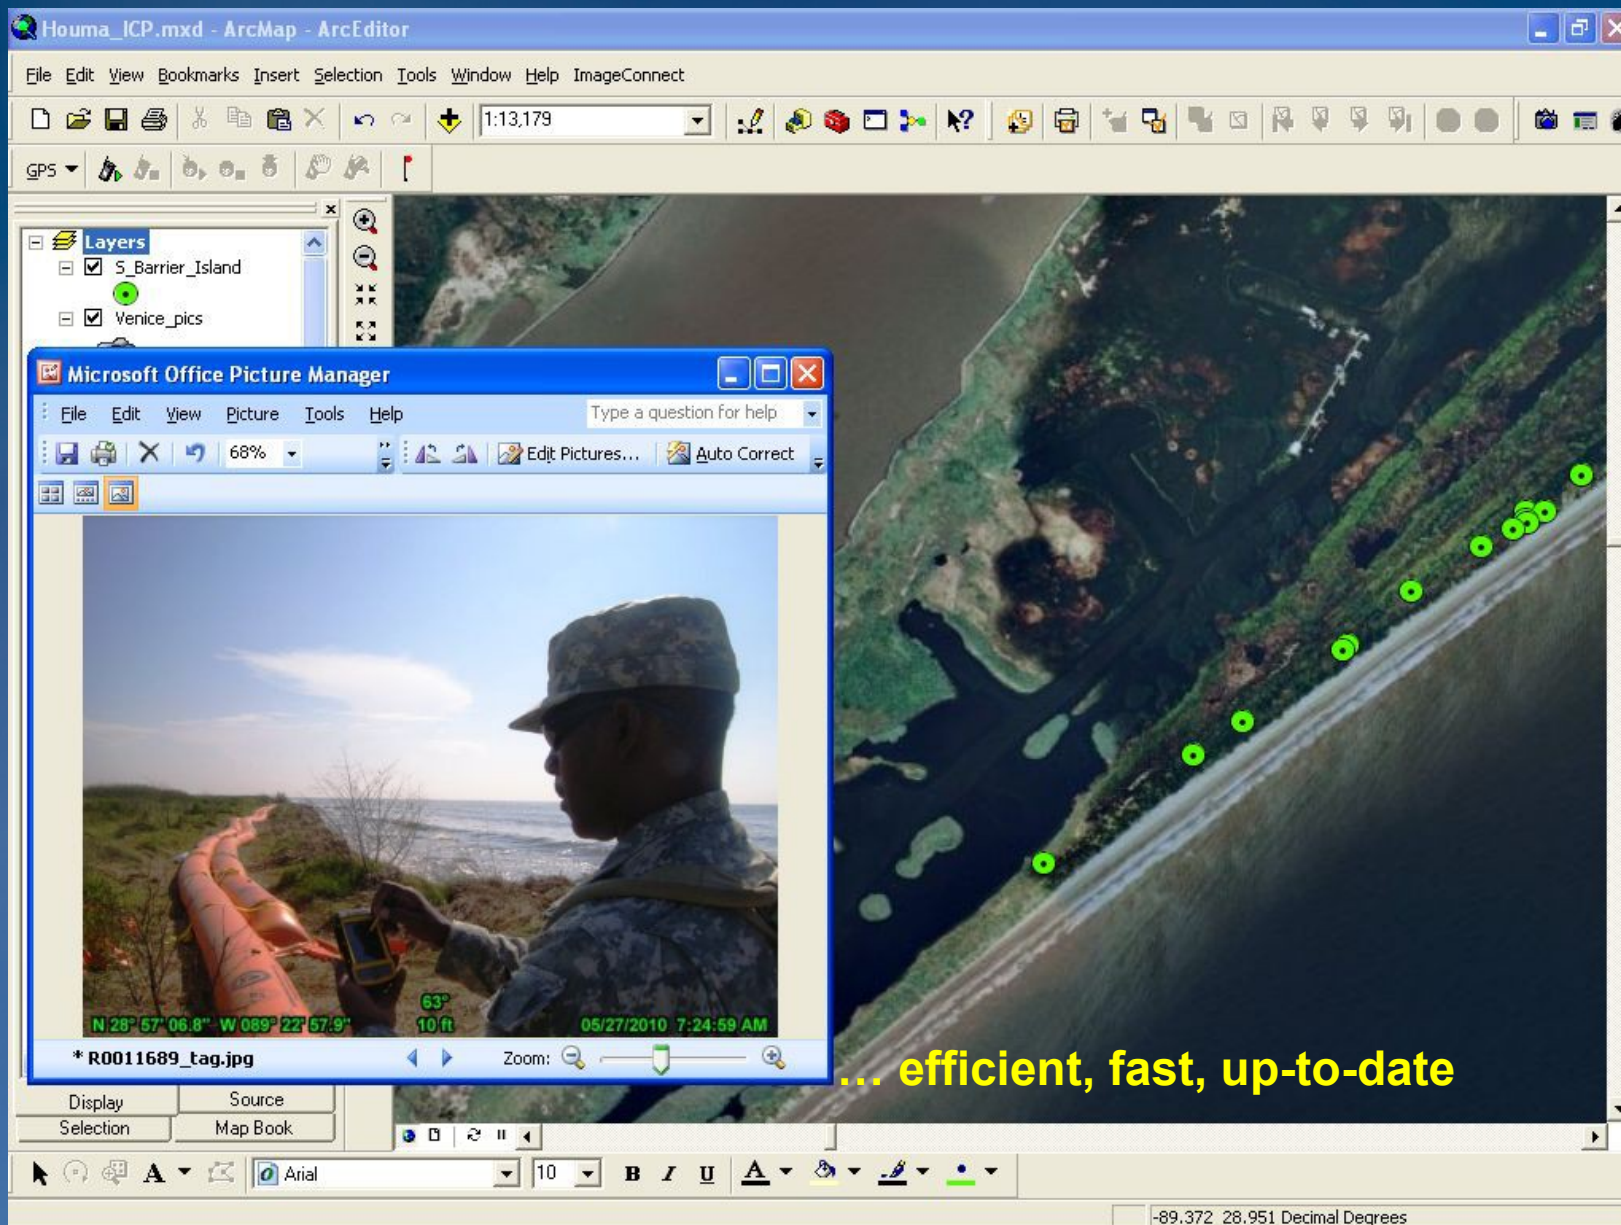 Houma_ICP.mxd - ArcMap - ArcEditor
File Edit View Bookmarks Insert Selection Tools Window Help ImageConnect
1:13,179
GPS
Layers
S_Barrier_Island
Venice_pics
Microsoft Office Picture Manager
File Edit View Picture Tools Help Type a question for help
68% Edit Pictures... Auto Correct
63°
N 28° 57' 06.8" W 089° 22' 57.9" 10 ft 05/27/2010 7:24:59 AM
* R0011689_tag.jpg Zoom:
... efficient, fast, up-to-date
Display Source
Selection Map Book
A Arial 10 B I U A
-89.372 28.951 Decimal Degrees